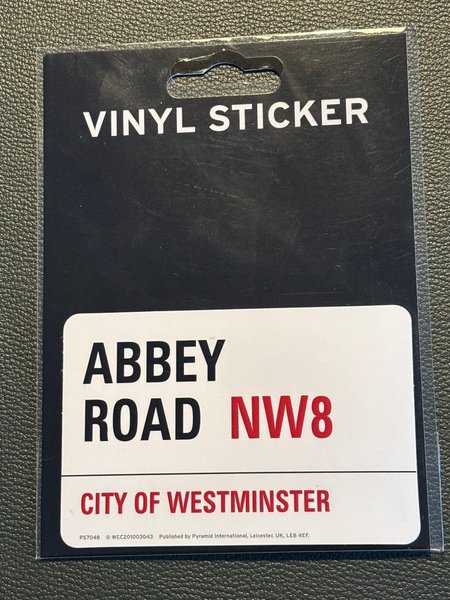 VINYL STICKER
ABBEY
ROAD NW8
CITY OF WESTMINSTER
PS7048 © WCC201003043 Published by Pyramid International, Leicester, UK, LE8 4EF.